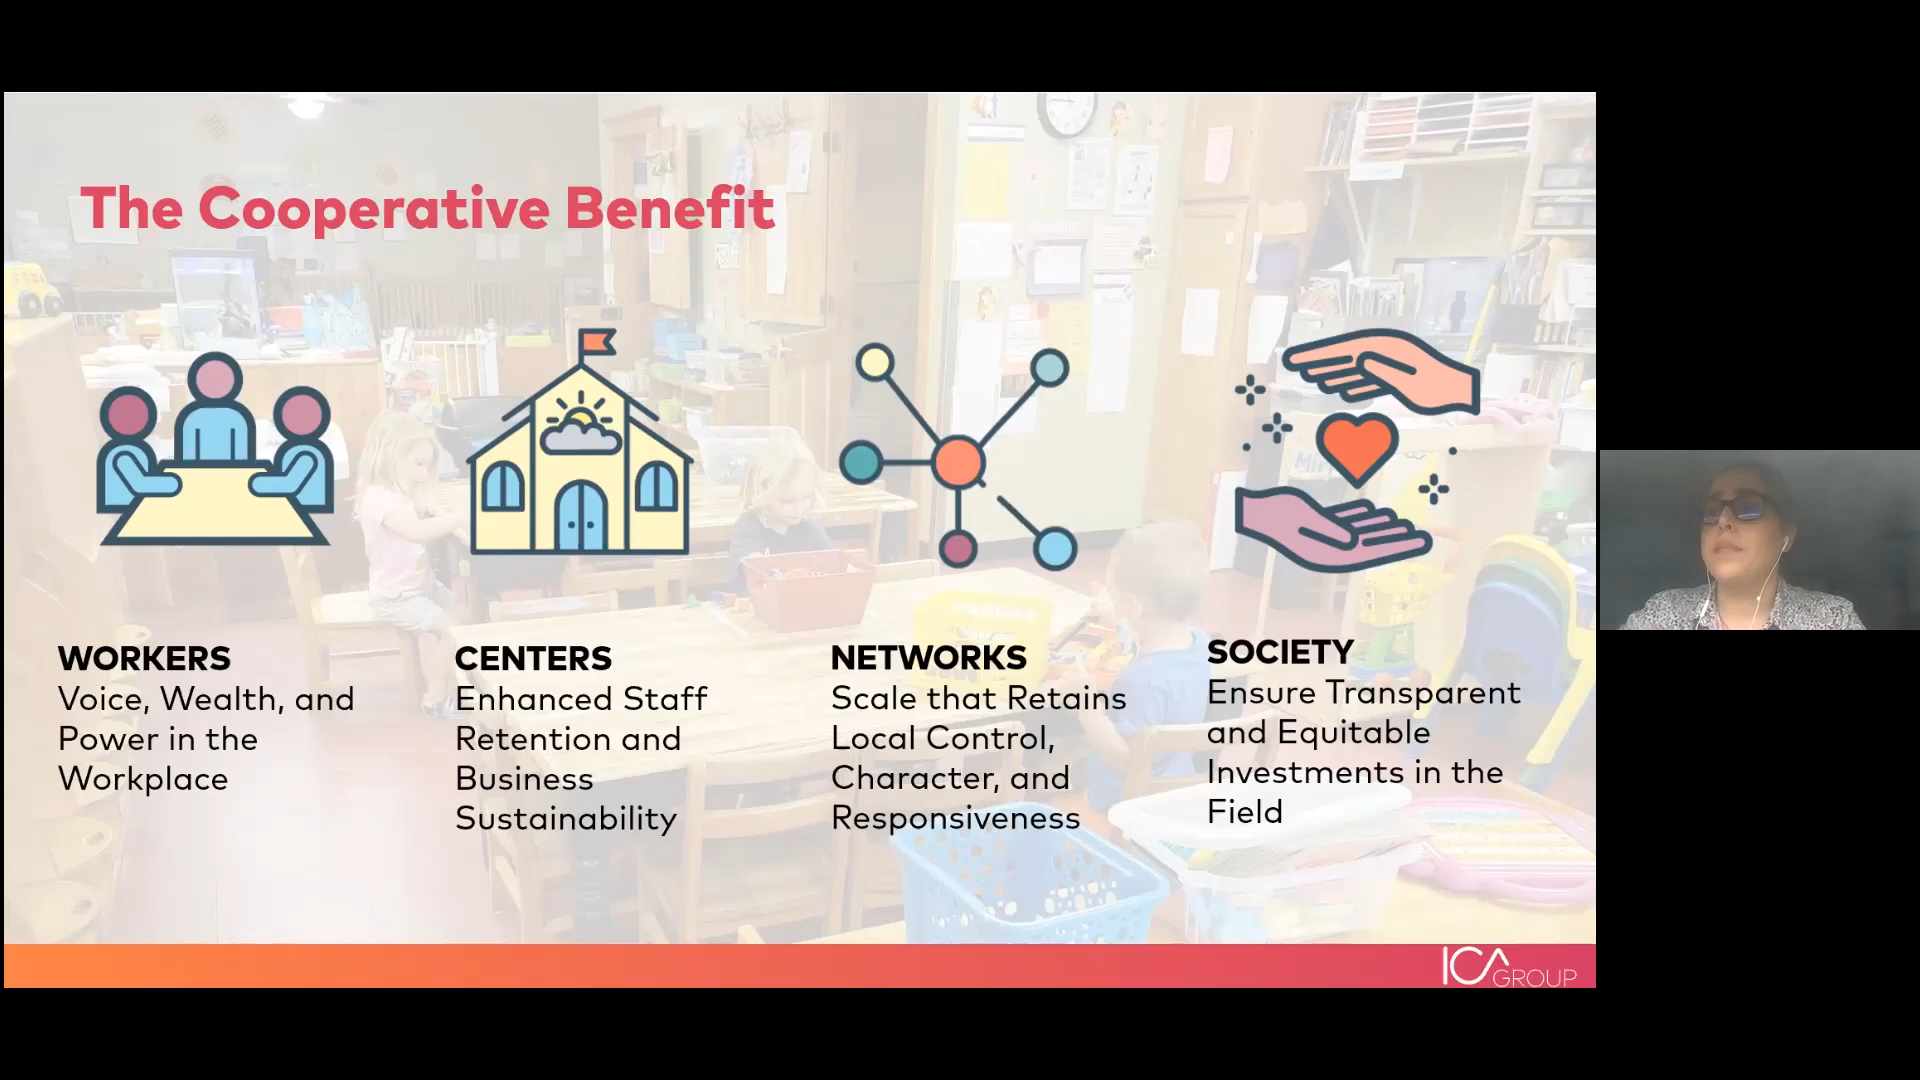 The Cooperative Benefit
WORKERS
Voice, Wealth, and
Power in the
Workplace
CENTERS
Enhanced Staff
Retention and
Business
Sustainability
NETWORKS
Scale that Retains
Local Control,
Character, and
Responsiveness
SOCIETY
Ensure Transparent
and Equitable
Investments in the
Field
ICA GROUP